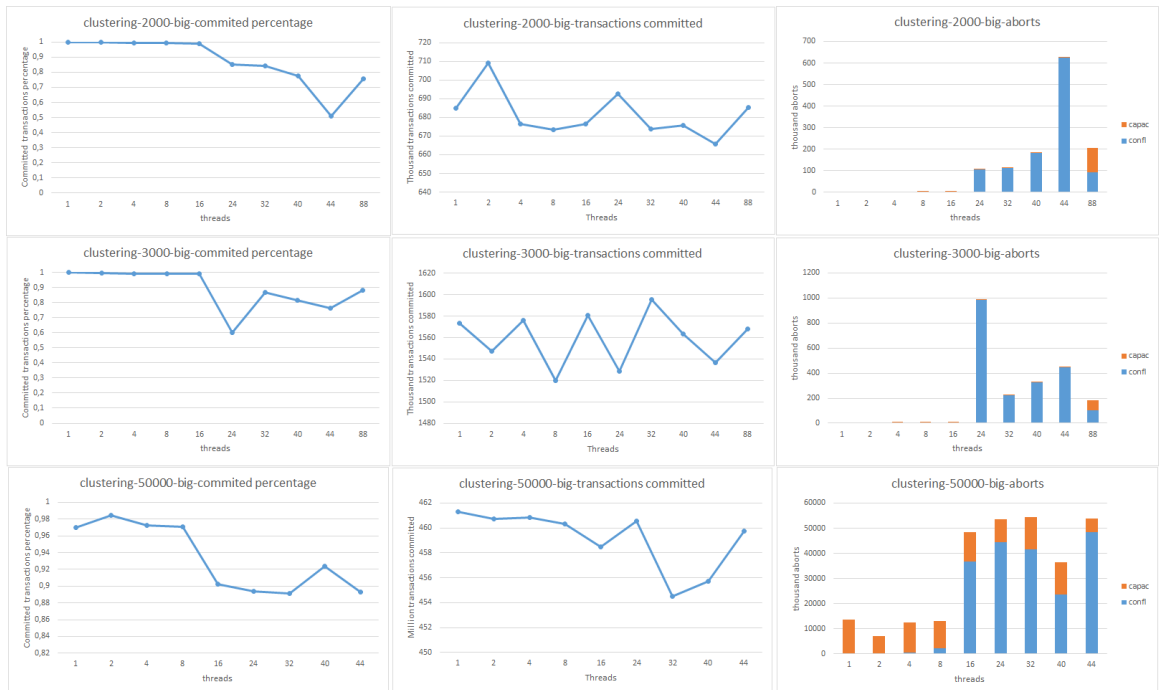 clustering-2000-big-commited percentage
Committed transactions percentage
1
0,9
0,8
0,7
0,6
0,5
0,4
0,3
0,2
0,1
0
1 2 4 8 16 24 32 40 44 88
threads
clustering-2000-big-transactions committed
Thousand transactions committed
720
710
700
690
680
670
660
650
640
1 2 4 8 16 24 32 40 44 88
Threads
clustering-2000-big-aborts
thousand aborts
700
600
500
400
300
200
100
0
1 2 4 8 16 24 32 40 44 88
threads
capac
confl
clustering-3000-big-commited percentage
Committed transactions percentage
1
0,9
0,8
0,7
0,6
0,5
0,4
0,3
0,2
0,1
0
1 2 4 8 16 24 32 40 44 88
threads
clustering-3000-big-transactions committed
Thousand transactions committed
1620
1600
1580
1560
1540
1520
1500
1480
1 2 4 8 16 24 32 40 44 88
Threads
clustering-3000-big-aborts
thousand aborts
1200
1000
800
600
400
200
0
1 2 4 8 16 24 32 40 44 88
threads
capac
confl
clustering-50000-big-commited percentage
Committed transactions percentage
1
0,98
0,96
0,94
0,92
0,9
0,88
0,86
0,84
0,82
1 2 4 8 16 24 32 40 44
threads
clustering-50000-big-transactions committed
Million transactions committed
462
460
458
456
454
452
450
1 2 4 8 16 24 32 40 44
Threads
clustering-50000-big-aborts
thousand aborts
60000
50000
40000
30000
20000
10000
0
1 2 4 8 16 24 32 40 44
threads
capac
confl